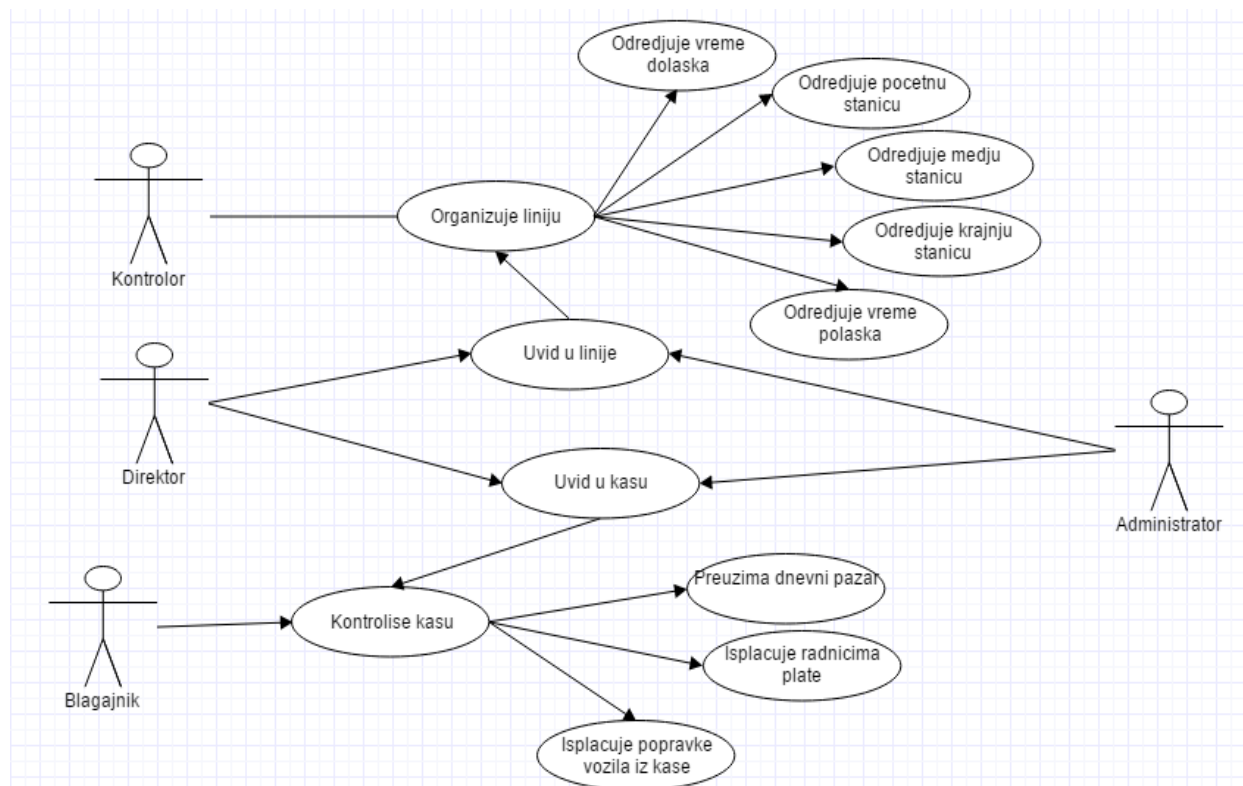 Odredjuje vreme
dolaska
Odredjuje pocetnu
stanicu
Odredjuje medju
stanicu
Organizuje liniju
Odredjuje krajnju
stanicu
Kontrolor
Odredjuje vreme
polaska
Uvid u linije
Direktor
Uvid u kasu
Administrator
Preuzima dnevni pazar
Kontrolise kasu
Isplacuje radnicima
plate
Blagajnik
Isplacuje popravke
vozila iz kase